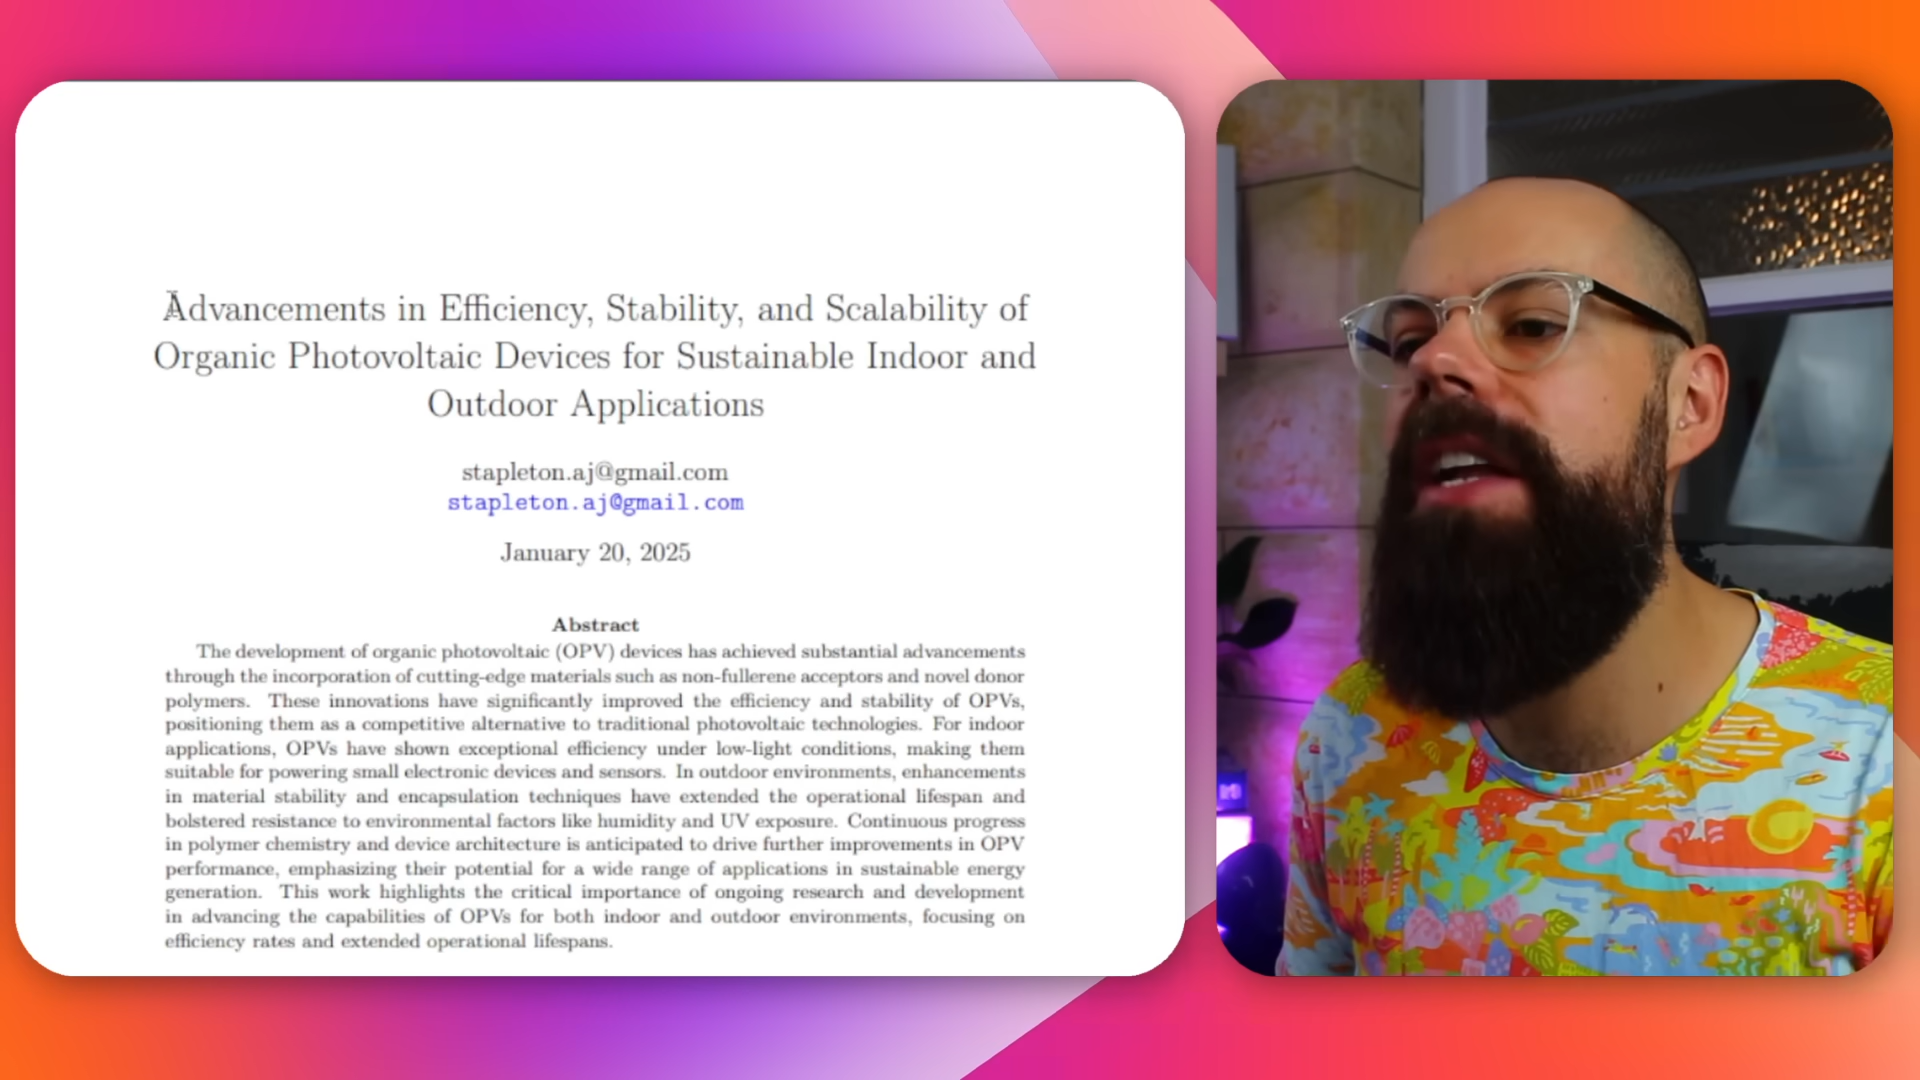 Advancements in Efficiency, Stability, and Scalability of
Organic Photovoltaic Devices for Sustainable Indoor and
Outdoor Applications
stapleton.aj@gmail.com
stapleton.aj@gmail.com
January 20, 2025
Abstract
The development of organic photovoltaic (OPV) devices has achieved substantial advancements
through the incorporation of cutting-edge materials such as non-fullerene acceptors and novel donor
polymers. These innovations have significantly improved the efficiency and stability of OPVs,
positioning them as a competitive alternative to traditional photovoltaic technologies. For indoor
applications, OPVs have shown exceptional efficiency under low-light conditions, making them
suitable for powering small electronic devices and sensors. In outdoor environments, enhancements
in material stability and encapsulation techniques have extended the operational lifespan and
bolstered resistance to environmental factors like humidity and UV exposure. Continuous progress
in polymer chemistry and device architecture is anticipated to drive further improvements in OPV
performance, emphasizing their potential for a wide range of applications in sustainable energy
generation. This work highlights the critical importance of ongoing research and development
in advancing the capabilities of OPVs for both indoor and outdoor environments, focusing on
efficiency rates and extended operational lifespans.